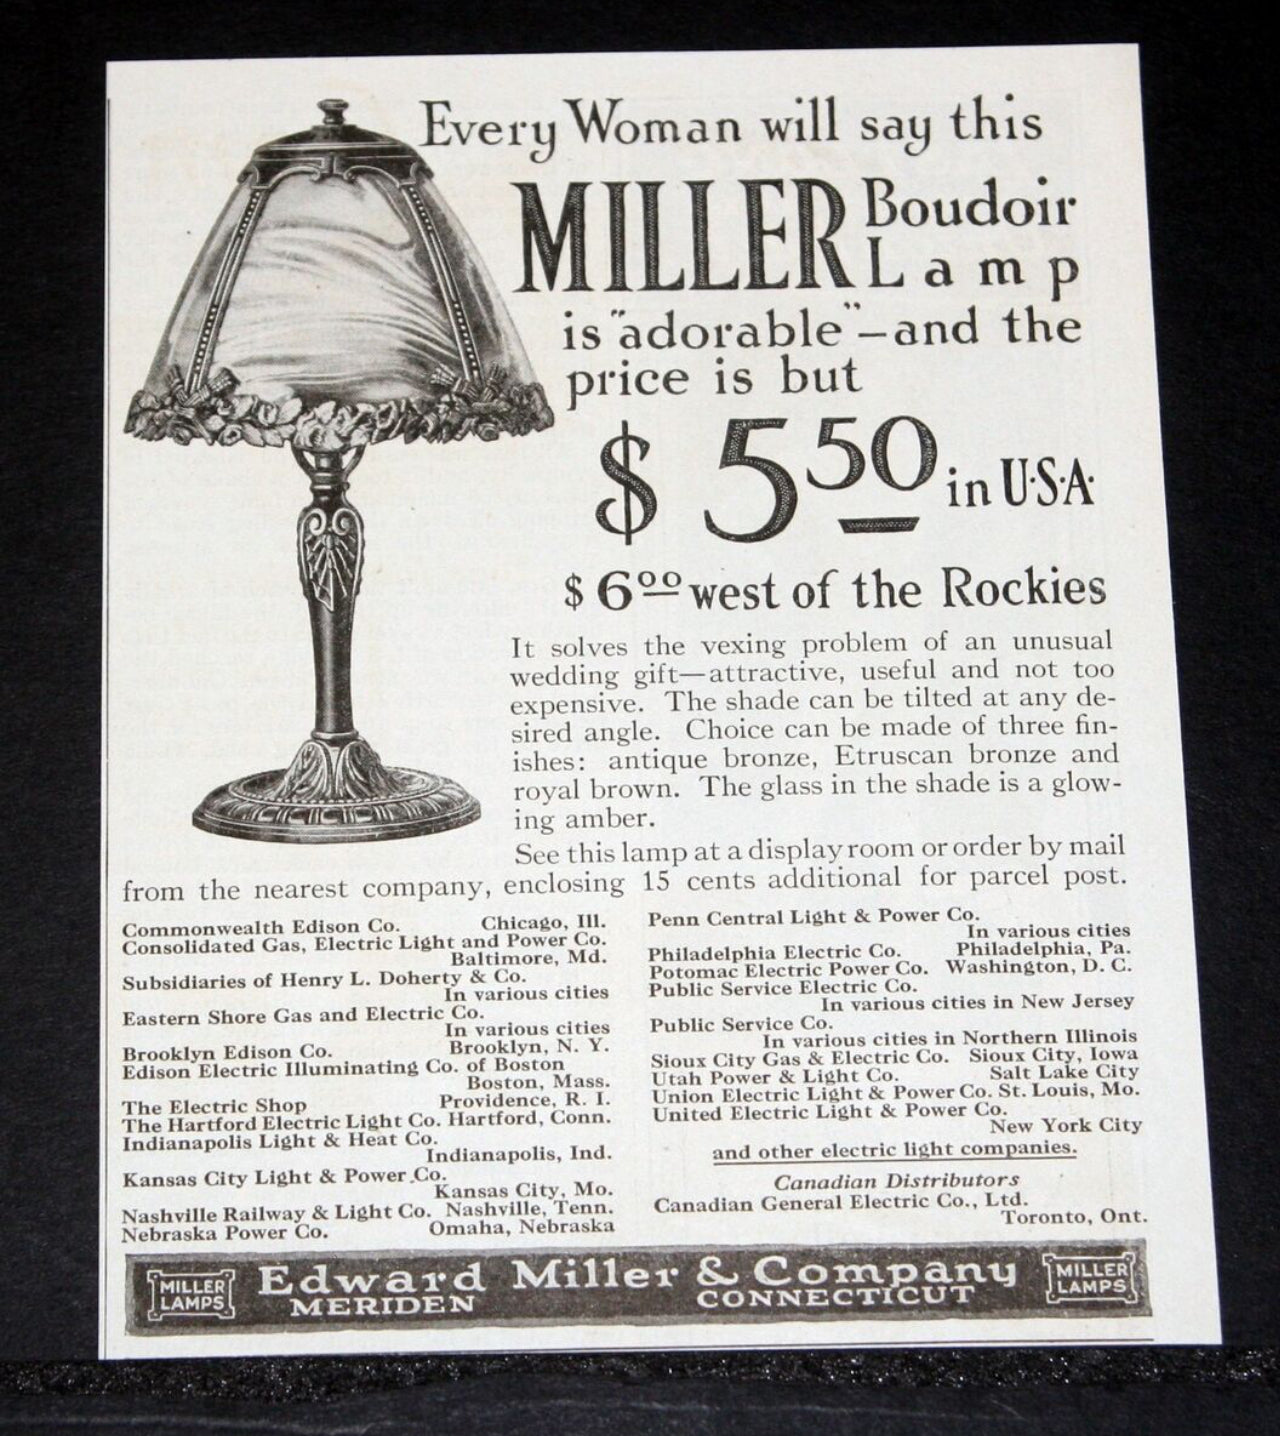 Every Woman will say this
MILLER Boudoir
Lamp
is "adorable" – and the
price is but
$5 50 in U·S·A·
$6 00 west of the Rockies
It solves the vexing problem of an unusual
wedding gift—attractive, useful and not too
expensive. The shade can be tilted at any de-
sired angle. Choice can be made of three fin-
ishes: antique bronze, Etruscan bronze and
royal brown. The glass in the shade is a glow-
ing amber.
See this lamp at a display room or order by mail
from the nearest company, enclosing 15 cents additional for parcel post.
Commonwealth Edison Co. Chicago, Ill.
Consolidated Gas, Electric Light and Power Co.
Baltimore, Md.
Subsidiaries of Henry L. Doherty & Co.
In various cities
Eastern Shore Gas and Electric Co.
In various cities
Brooklyn Edison Co. Brooklyn, N. Y.
Edison Electric Illuminating Co. of Boston
Boston, Mass.
The Electric Shop Providence, R. I.
The Hartford Electric Light Co. Hartford, Conn.
Indianapolis Light & Heat Co.
Indianapolis, Ind.
Kansas City Light & Power Co.
Kansas City, Mo.
Nashville Railway & Light Co. Nashville, Tenn.
Nebraska Power Co. Omaha, Nebraska
Penn Central Light & Power Co.
In various cities
Philadelphia Electric Co. Philadelphia, Pa.
Potomac Electric Power Co. Washington, D. C.
Public Service Electric Co.
In various cities in New Jersey
Public Service Co.
In various cities in Northern Illinois
Sioux City Gas & Electric Co. Sioux City, Iowa
Utah Power & Light Co. Salt Lake City
Union Electric Light & Power Co. St. Louis, Mo.
United Electric Light & Power Co.
New York City
and other electric light companies.
Canadian Distributors
Canadian General Electric Co., Ltd.
Toronto, Ont.
MILLER
LAMPS
Edward Miller & Company
MERIDEN CONNECTICUT
MILLER
LAMPS